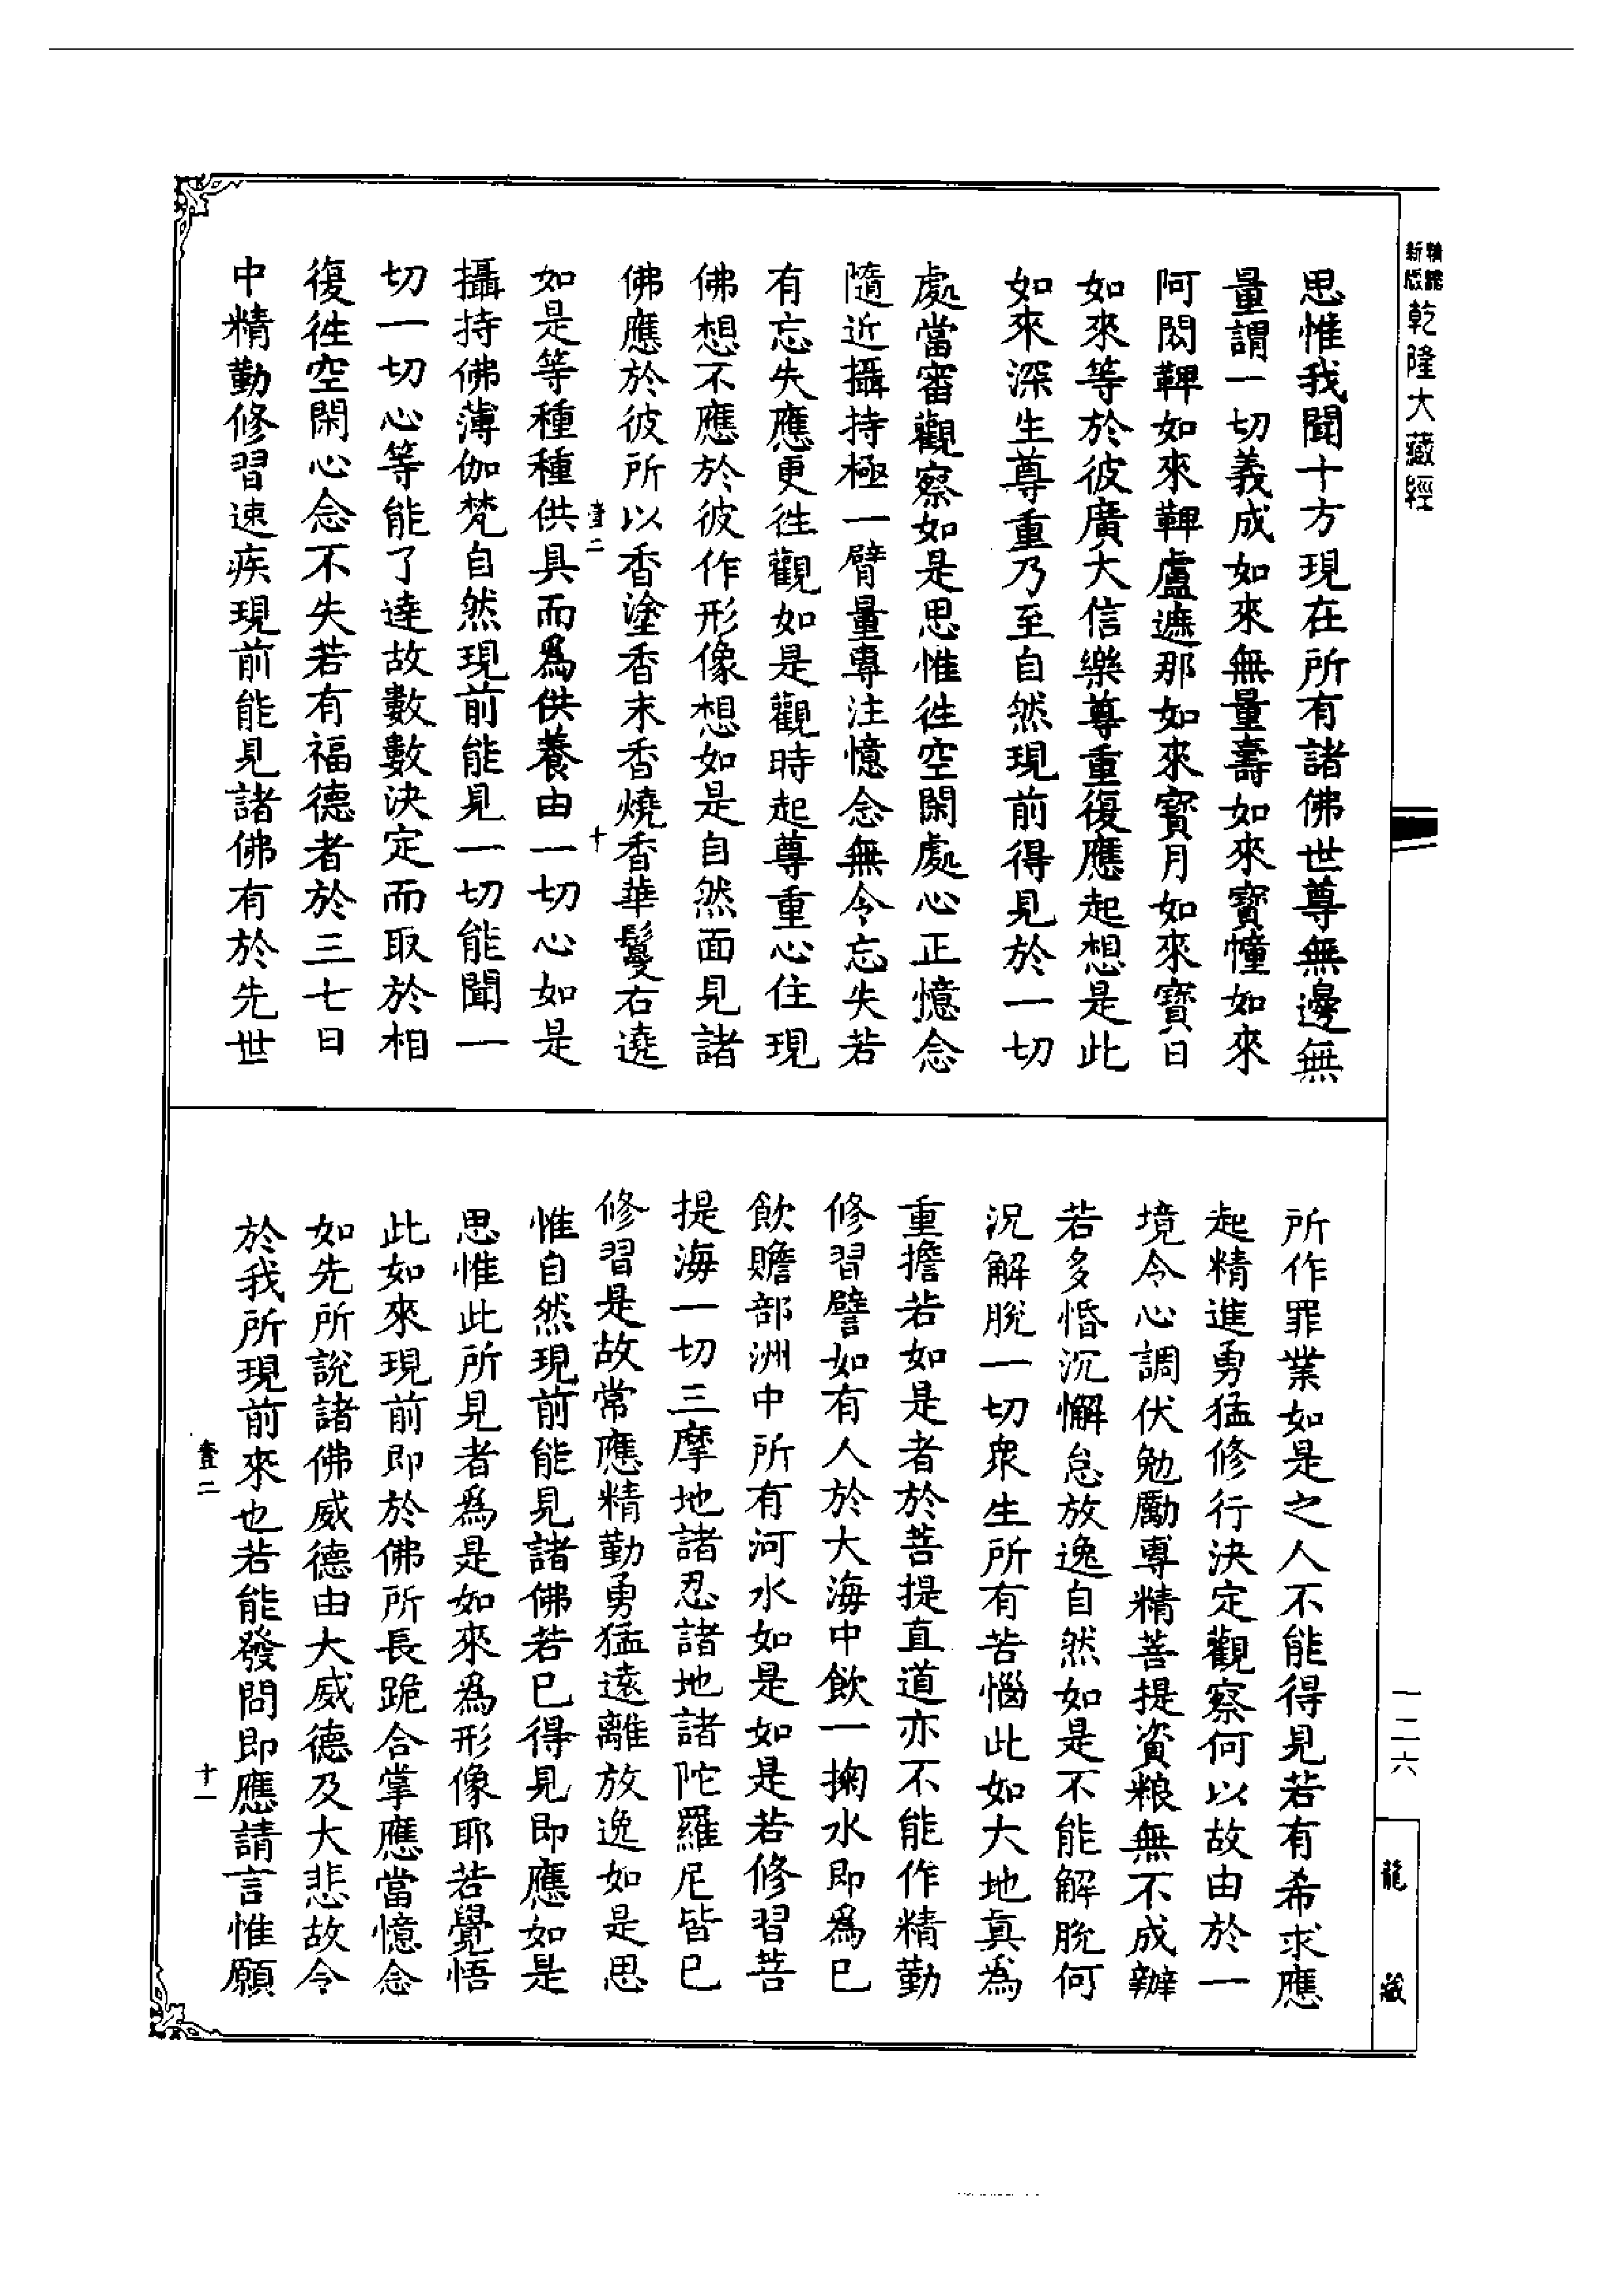 精體新版乾隆大藏經
思惟我聞十方現在所有諸佛世尊無邊無
量謂一切義成如來無量壽如來寶幢如來
阿閦鞞如來鞞盧遮那如來寶月如來寶日
如來等於彼廣大信樂尊重復應起想是此
如來深生尊重乃至自然現前得見於一切
處當審觀察如是思惟徃空閑處心正憶念
隨近攝持極一臂量專注憶念無令忘失若
有忘失應更徃觀如是觀時起尊重心住現
佛想不應於彼作形像想如是自然面見諸
佛應於彼所以香塗香末香燒香華鬘右遶
壹二
十
如是等種種供具而爲供養由一切心如是
攝持佛薄伽梵自然現前能見一切能聞一
切一切心等能了達故數數決定而取於相
復徃空閑心念不失若有福德者於三七日
中精勤修習速疾現前能見諸佛有於先世
所作罪業如是之人不能得見若有希求應
起精進勇猛修行決定觀察何以故由於一
境令心調伏勉勵專精菩提資粮無不成辦
若多惛沉懈怠放逸自然如是不能解脫何
況解脫一切衆生所有苦惱此如大地真爲
重擔若如是者於菩提直道亦不能作精勤
修習譬如有人於大海中飲一掬水即爲已
飲贍部洲中所有河水如是如是若修習菩
提海一切三摩地諸忍諸地諸陀羅尼皆已
修習是故常應精勤勇猛遠離放逸如是思
惟自然現前能見諸佛若已得見即應如是
思惟此所見者爲是如來爲形像耶若覺悟
此如來現前即於佛所長跪合掌應當憶念
如先所說諸佛威德由大威德及大悲故令
於我所現前來也若能發問即應請言惟願
壹二
十一
一二六
龍藏